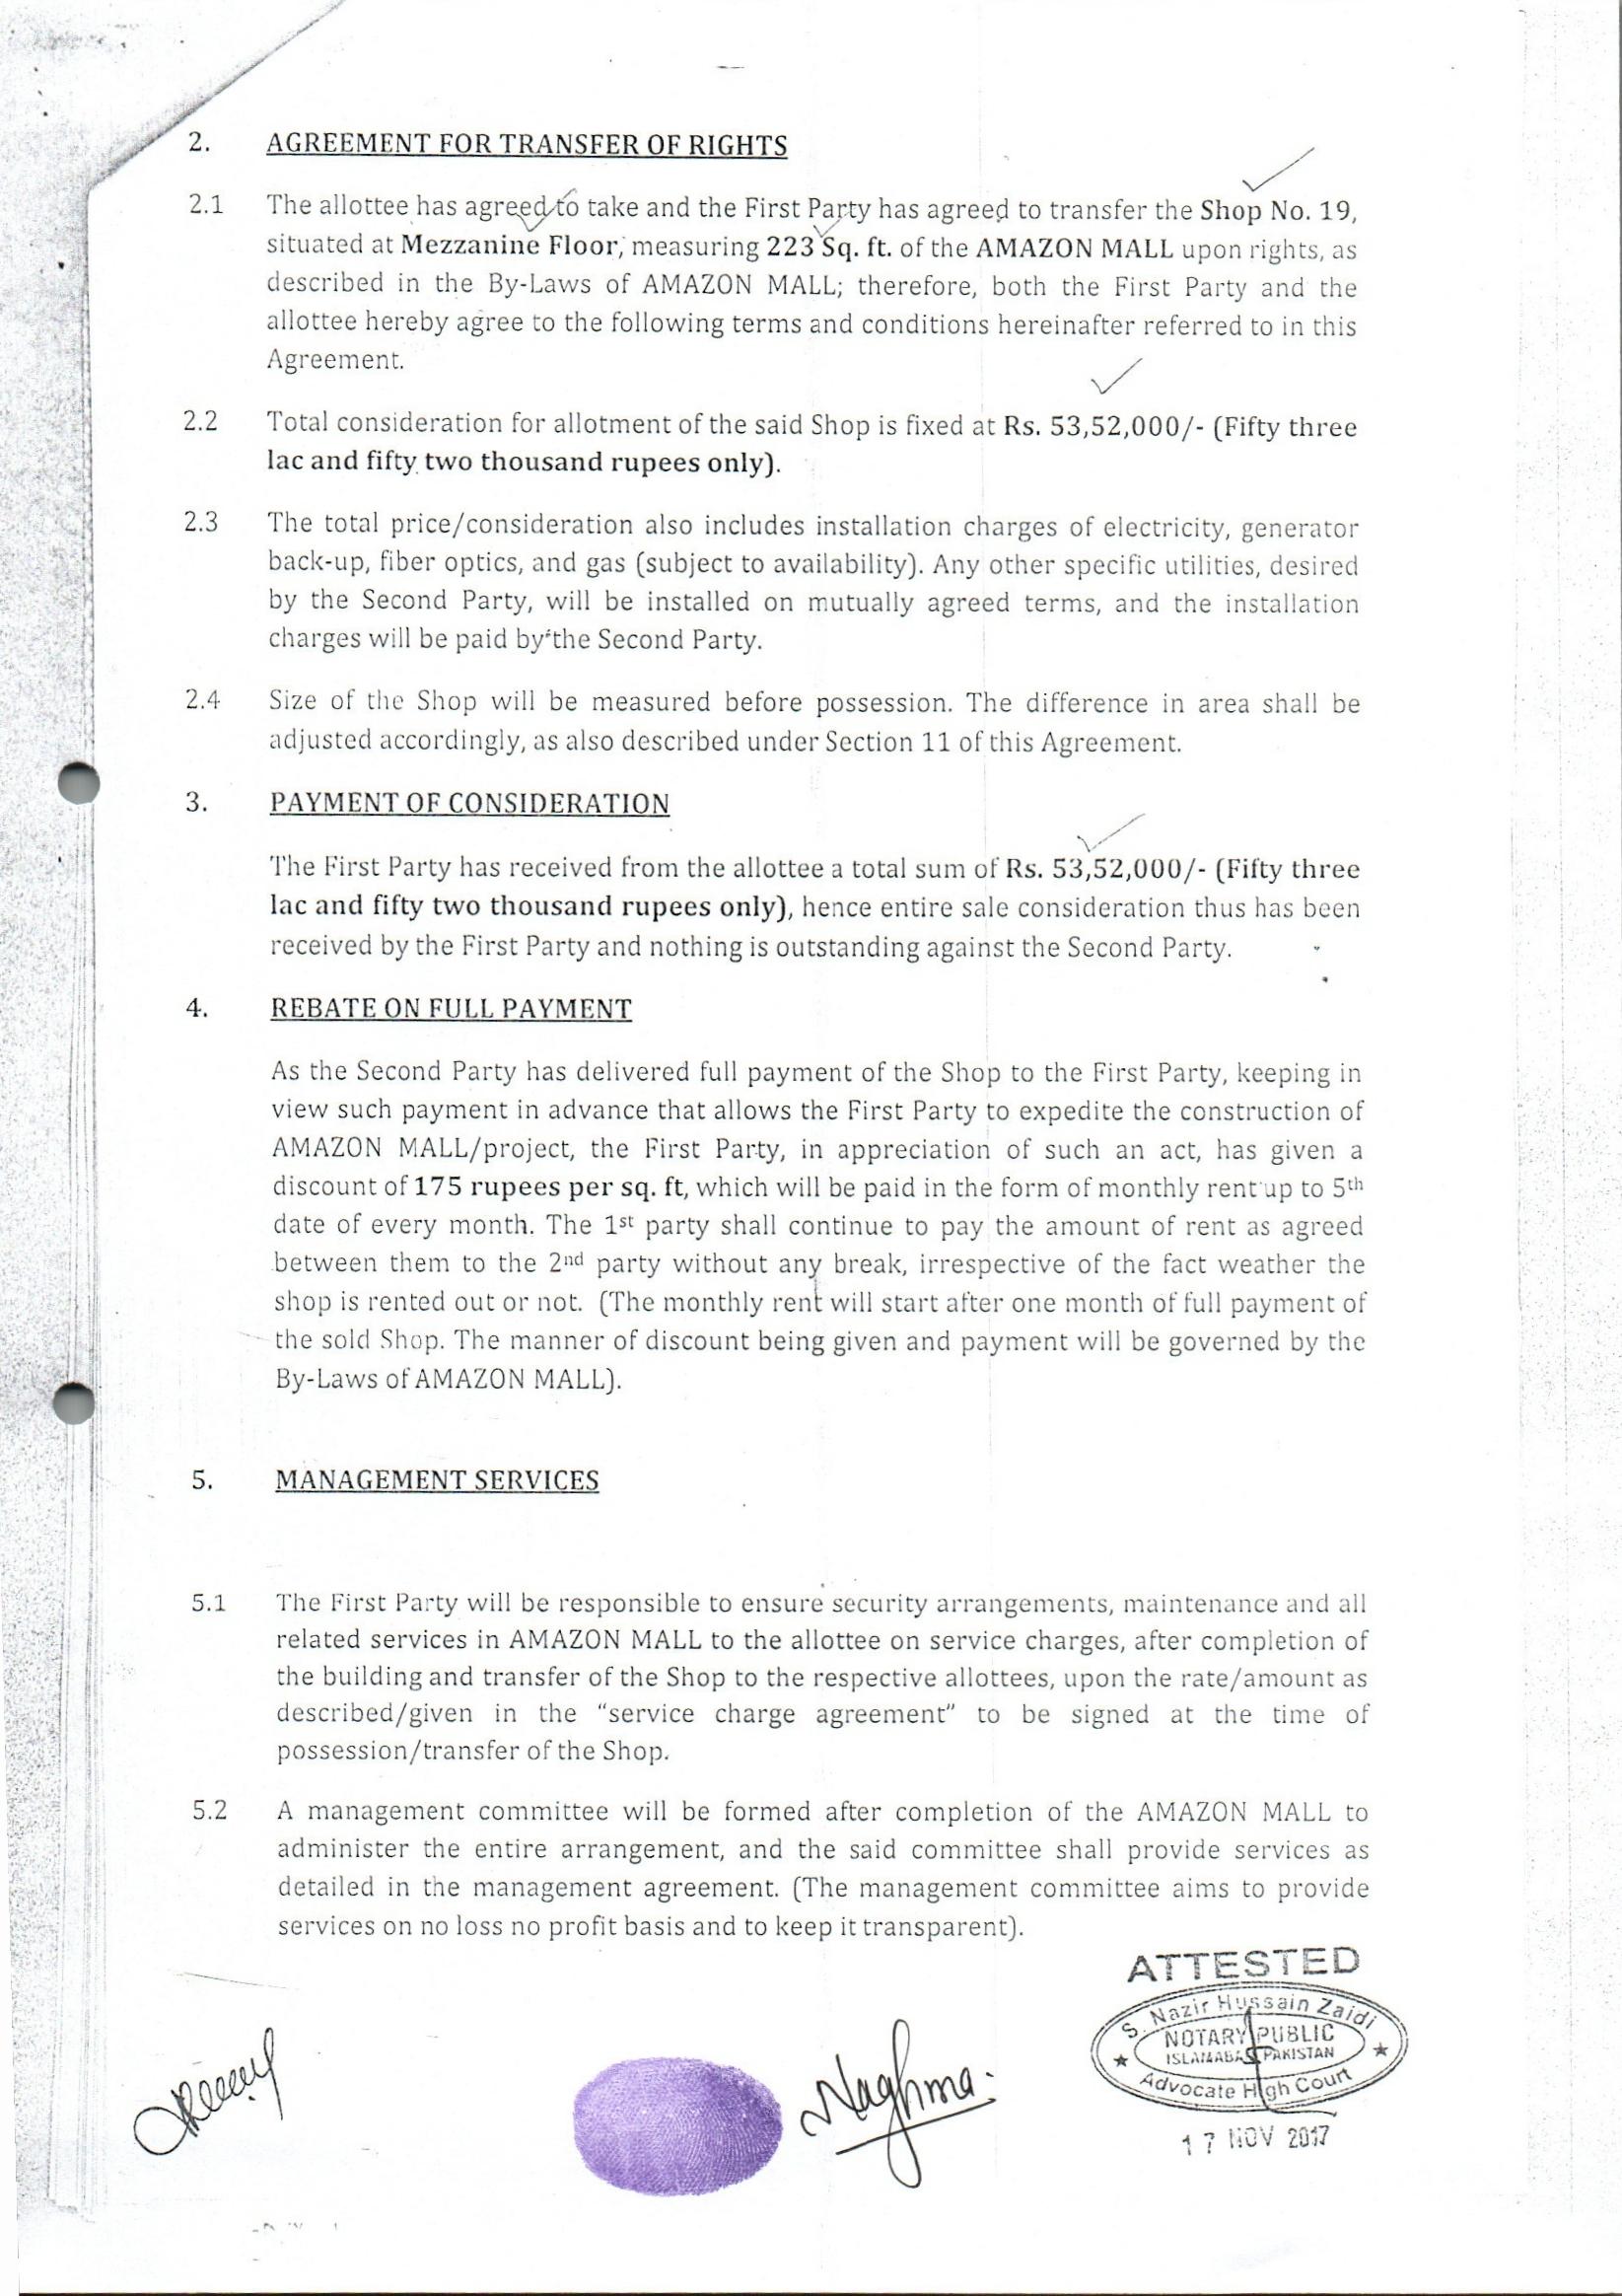 2. AGREEMENT FOR TRANSFER OF RIGHTS
2.1 The allottee has agreed to take and the First Party has agreed to transfer the Shop No. 19,
situated at Mezzanine Floor, measuring 223 Sq. ft. of the AMAZON MALL upon rights, as
described in the By-Laws of AMAZON MALL; therefore, both the First Party and the
allottee hereby agree to the following terms and conditions hereinafter referred to in this
Agreement.
2.2 Total consideration for allotment of the said Shop is fixed at Rs. 53,52,000/- (Fifty three
lac and fifty two thousand rupees only).
2.3 The total price/consideration also includes installation charges of electricity, generator
back-up, fiber optics, and gas (subject to availability). Any other specific utilities, desired
by the Second Party, will be installed on mutually agreed terms, and the installation
charges will be paid by the Second Party.
2.4 Size of the Shop will be measured before possession. The difference in area shall be
adjusted accordingly, as also described under Section 11 of this Agreement.
3. PAYMENT OF CONSIDERATION
The First Party has received from the allottee a total sum of Rs. 53,52,000/- (Fifty three
lac and fifty two thousand rupees only), hence entire sale consideration thus has been
received by the First Party and nothing is outstanding against the Second Party.
4. REBATE ON FULL PAYMENT
As the Second Party has delivered full payment of the Shop to the First Party, keeping in
view such payment in advance that allows the First Party to expedite the construction of
AMAZON MALL/project, the First Party, in appreciation of such an act, has given a
discount of 175 rupees per sq. ft, which will be paid in the form of monthly rent up to 5th
date of every month. The 1st party shall continue to pay the amount of rent as agreed
between them to the 2nd party without any break, irrespective of the fact weather the
shop is rented out or not. (The monthly rent will start after one month of full payment of
the sold Shop. The manner of discount being given and payment will be governed by the
By-Laws of AMAZON MALL).
5. MANAGEMENT SERVICES
5.1 The First Party will be responsible to ensure security arrangements, maintenance and all
related services in AMAZON MALL to the allottee on service charges, after completion of
the building and transfer of the Shop to the respective allottees, upon the rate/amount as
described/given in the “service charge agreement” to be signed at the time of
possession/transfer of the Shop.
5.2 A management committee will be formed after completion of the AMAZON MALL to
administer the entire arrangement, and the said committee shall provide services as
detailed in the management agreement. (The management committee aims to provide
services on no loss no profit basis and to keep it transparent).
ATTESTED
S. Nazir Hussain Zaidi
NOTARY PUBLIC
ISLAMABAD PAKISTAN
Advocate High Court
17 NOV 2017
Naghma